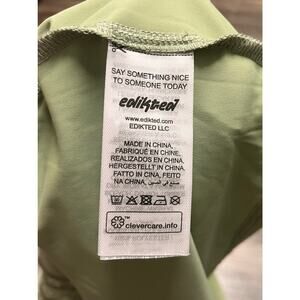 SAY SOMETHING NICE
TO SOMEONE TODAY
edikted
www.edikted.com
EDIKTED LLC
MADE IN CHINA,
FABRIQUÉ EN CHINE,
REALIZADOS EN CHINA,
HERGESTELLT IN CHINA,
FATTO IN CINA, FEITO
NA CHINA, صنع في الصين
™
clevercare.info